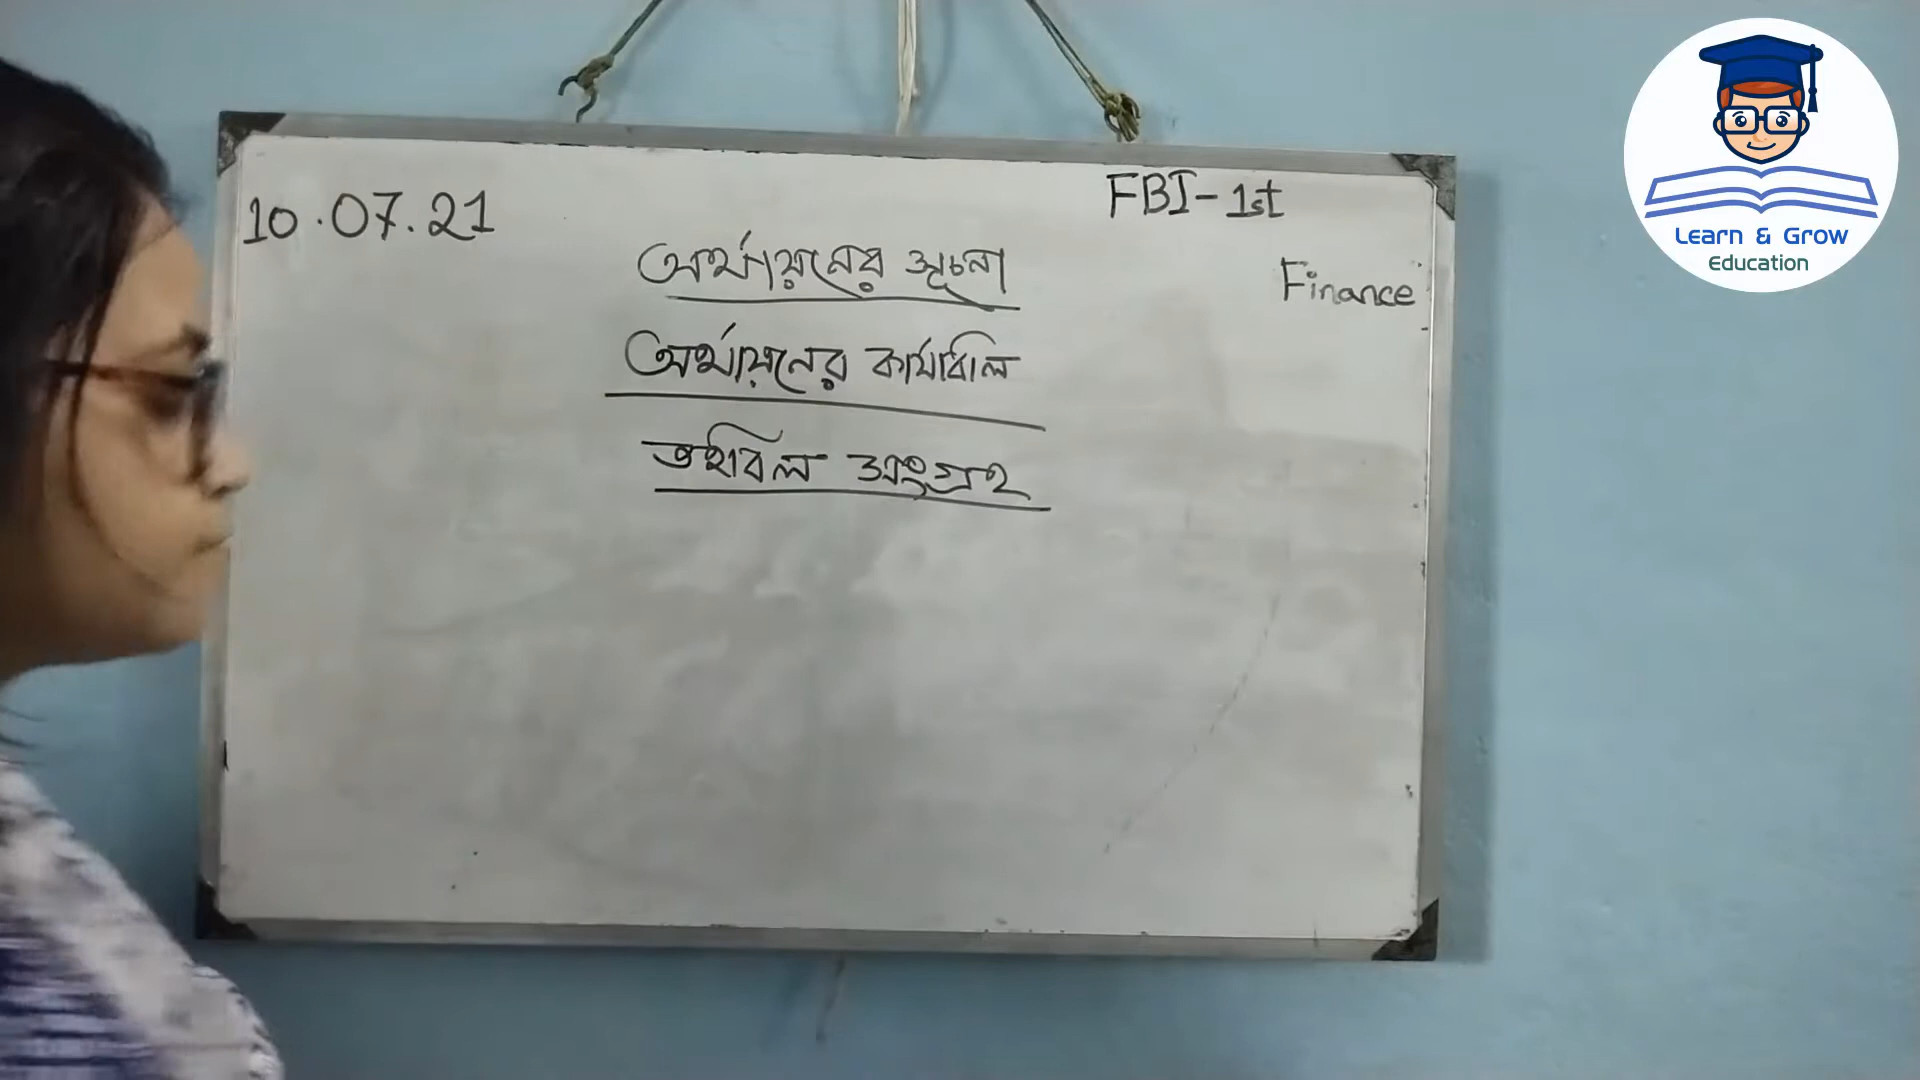 10.07.21
FBI-1st
Finance
অর্থায়নের সূচনা
অর্থায়নের কার্যাবলি
তহবিল সংগ্রহ
Learn & Grow
Education